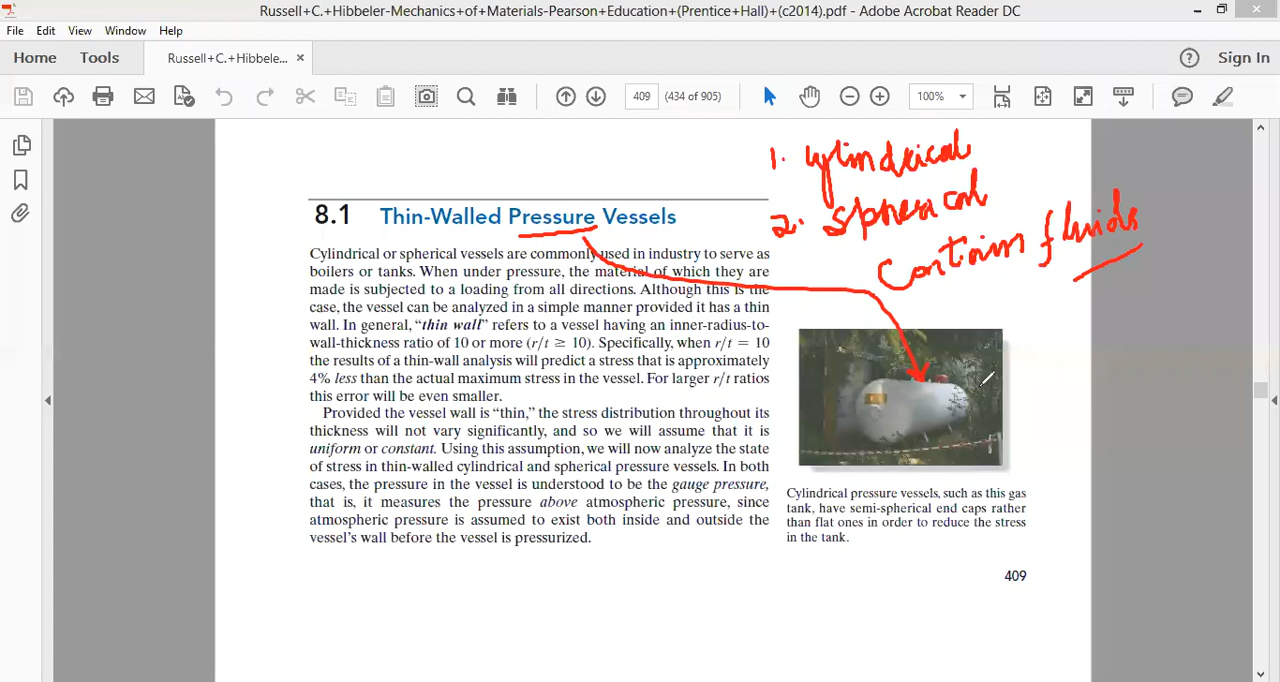 Russell+C.+Hibbeler-Mechanics+of+Materials-Pearson+Education+(Prentice+Hall)+(c2014).pdf - Adobe Acrobat Reader DC
File Edit View Window Help
Home Tools Russell+C.+Hibbele... × Sign In
409 (434 of 905) 100%
1. Cylindrical
2. Spherical
Contain fluids
8.1 Thin-Walled Pressure Vessels
Cylindrical or spherical vessels are commonly used in industry to serve as
boilers or tanks. When under pressure, the material of which they are
made is subjected to a loading from all directions. Although this is the
case, the vessel can be analyzed in a simple manner provided it has a thin
wall. In general, “thin wall” refers to a vessel having an inner-radius-to-
wall-thickness ratio of 10 or more (r/t ≥ 10). Specifically, when r/t = 10
the results of a thin-wall analysis will predict a stress that is approximately
4% less than the actual maximum stress in the vessel. For larger r/t ratios
this error will be even smaller.
Provided the vessel wall is “thin,” the stress distribution throughout its
thickness will not vary significantly, and so we will assume that it is
uniform or constant. Using this assumption, we will now analyze the state
of stress in thin-walled cylindrical and spherical pressure vessels. In both
cases, the pressure in the vessel is understood to be the gauge pressure,
that is, it measures the pressure above atmospheric pressure, since
atmospheric pressure is assumed to exist both inside and outside the
vessel’s wall before the vessel is pressurized.
Cylindrical pressure vessels, such as this gas
tank, have semi-spherical end caps rather
than flat ones in order to reduce the stress
in the tank.
409